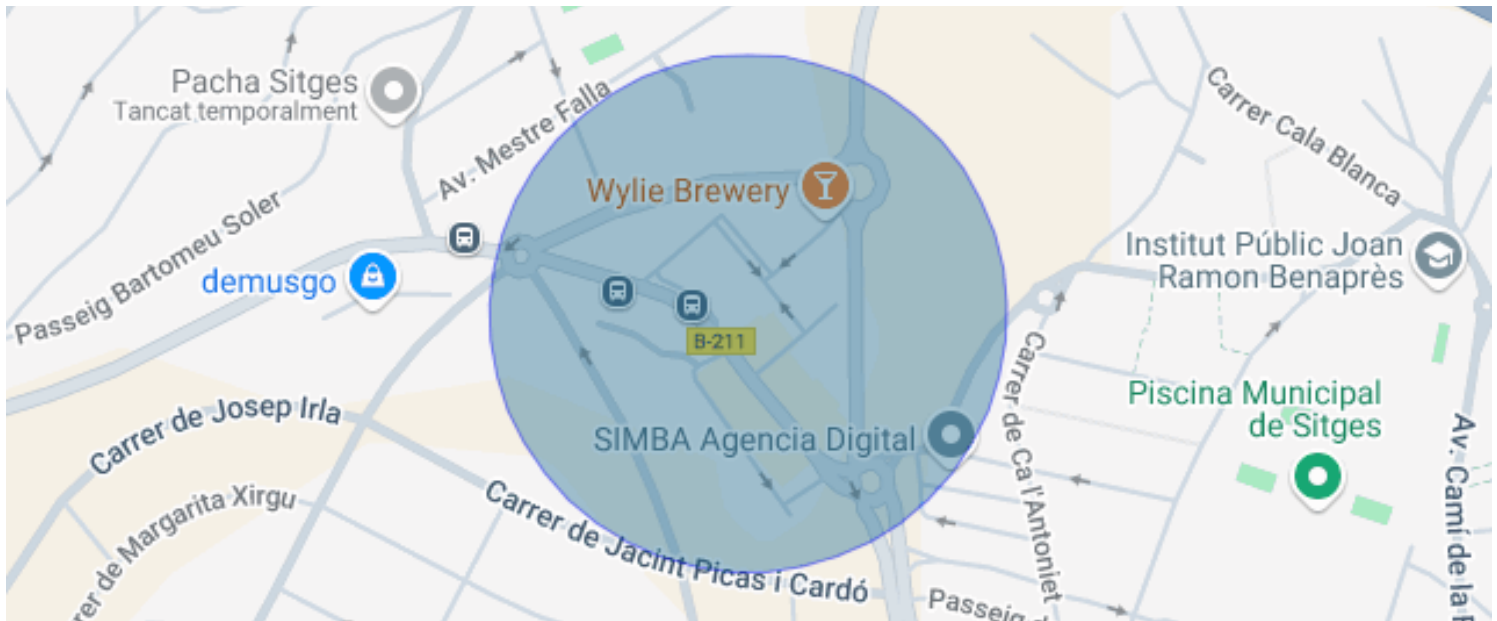 Pacha Sitges
Tancat temporalment
Av. Mestre Falla
Carrer Cala Blanca
Wylie Brewery
Passeig Bartomeu Soler
demusgo
Institut Públic Joan
Ramon Benaprès
B-211
Carrer de Josep Irla
Carrer de Ca l'Antoniet
Piscina Municipal
de Sitges
SIMBA Agencia Digital
Carrer de Margarita Xirgu
Carrer de Jacint Picas i Cardó
Av. Camí de la
Passeig